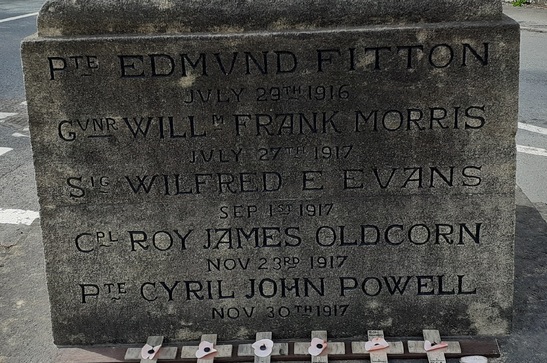 PTE EDMVND FITTON
JVLY 29TH 1916
GVNR WILLM FRANK MORRIS
JVLY 27TH 1917
SIG WILFRED E EVANS
SEP 1ST 1917
CPL ROY JAMES OLDCORN
NOV 23RD 1917
PTE CYRIL JOHN POWELL
NOV 30TH 1917